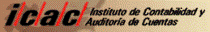 icac Instituto de Contabilidad y
Auditoría de Cuentas